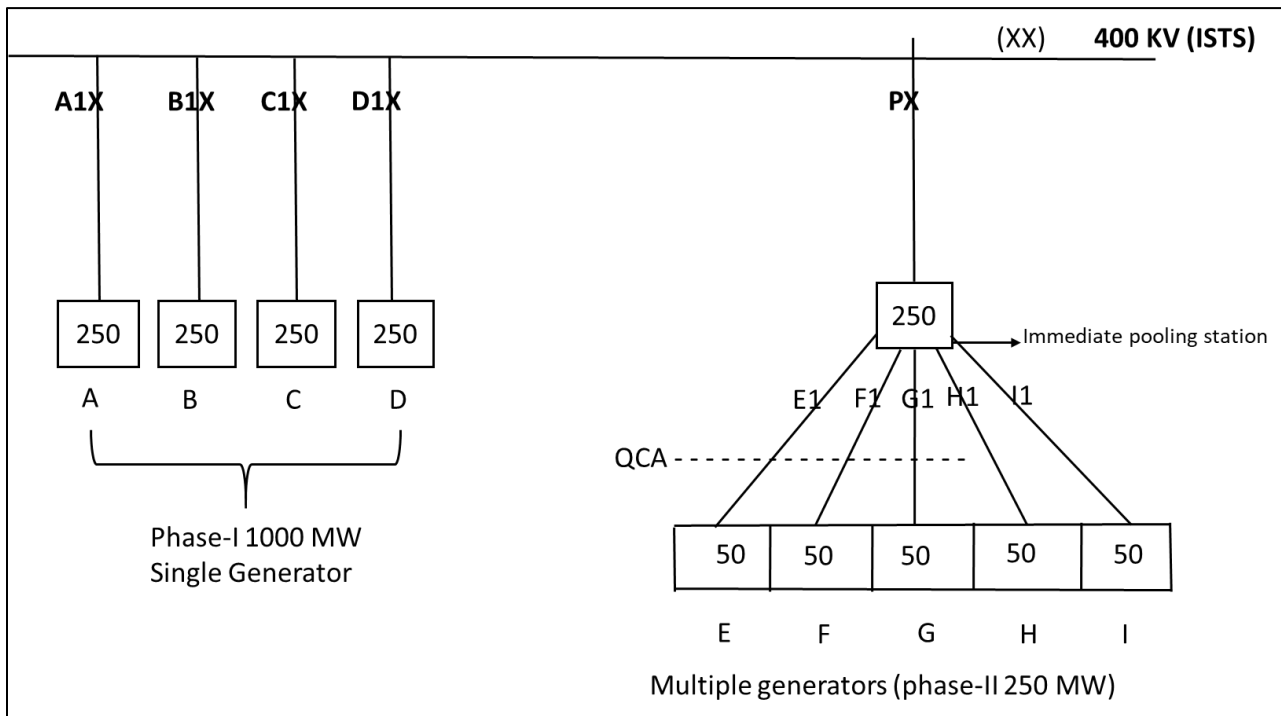 (XX) 400 KV (ISTS)
A1X B1X C1X D1X PX
250 250 250 250 250
Immediate pooling station
A B C D
E1 F1 G1 H1 I1
QCA
Phase-I 1000 MW
Single Generator
50 50 50 50 50
E F G H I
Multiple generators (phase-II 250 MW)